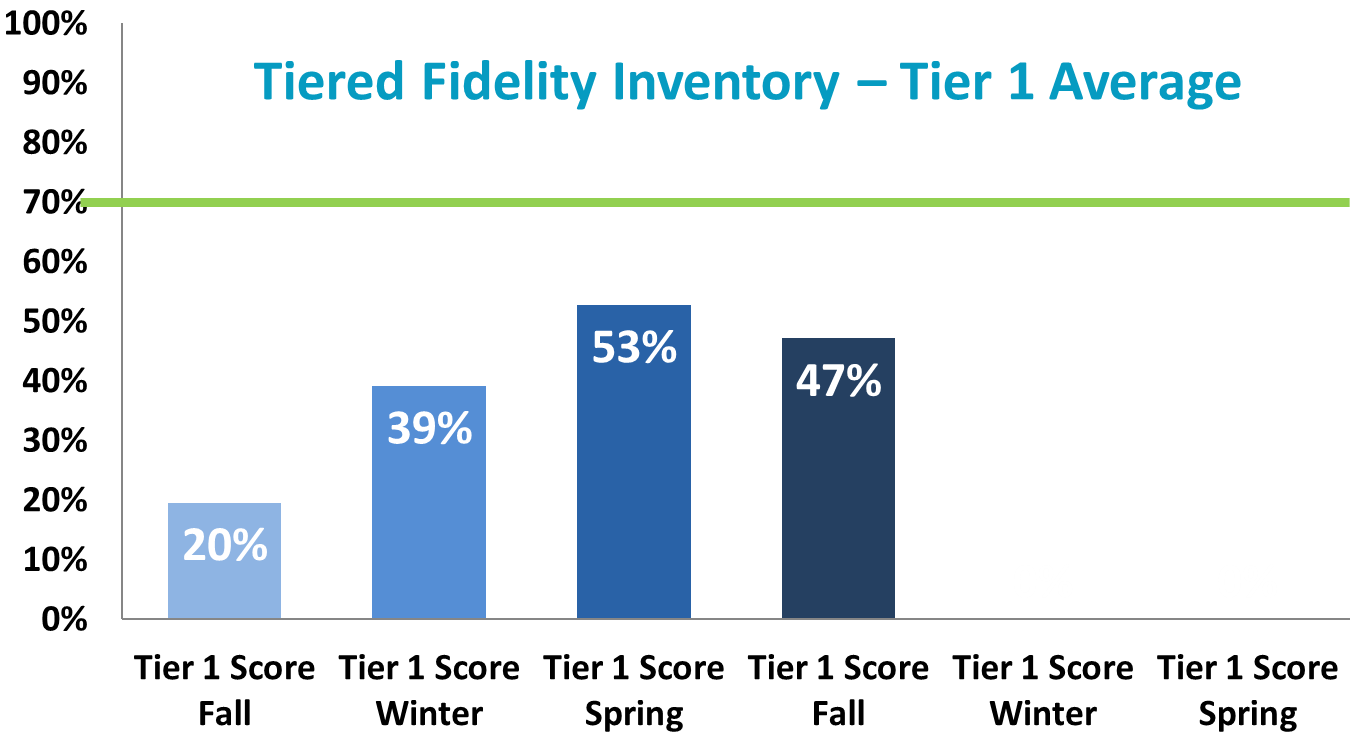 Tiered Fidelity Inventory – Tier 1 Average
100%
90%
80%
70%
60%
50%
40%
30%
20%
10%
0%
20%
39%
53%
47%
Tier 1 Score Fall
Tier 1 Score Winter
Tier 1 Score Spring
Tier 1 Score Fall
Tier 1 Score Winter
Tier 1 Score Spring